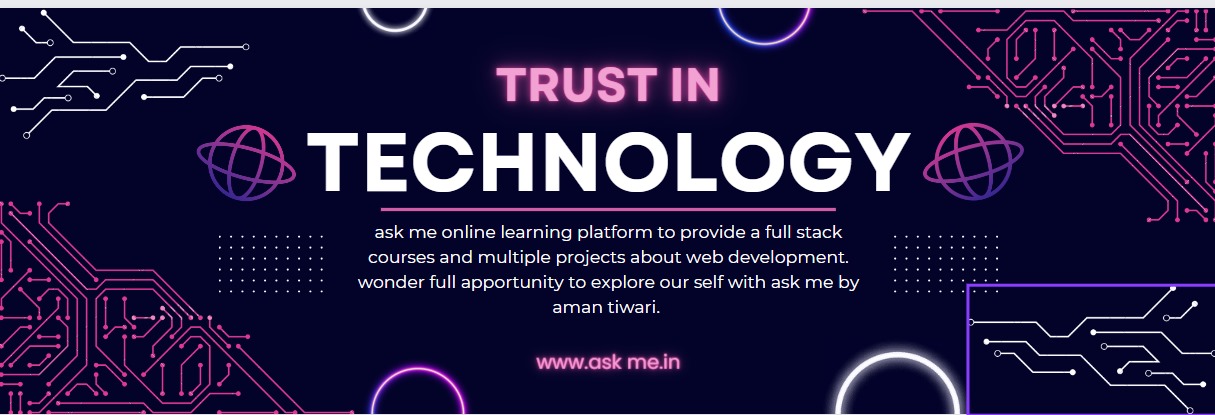 TRUST IN
TECHNOLOGY
ask me online learning platform to provide a full stack
courses and multiple projects about web development.
wonder full apportunity to explore our self with ask me by
aman tiwari.
www.ask me.in